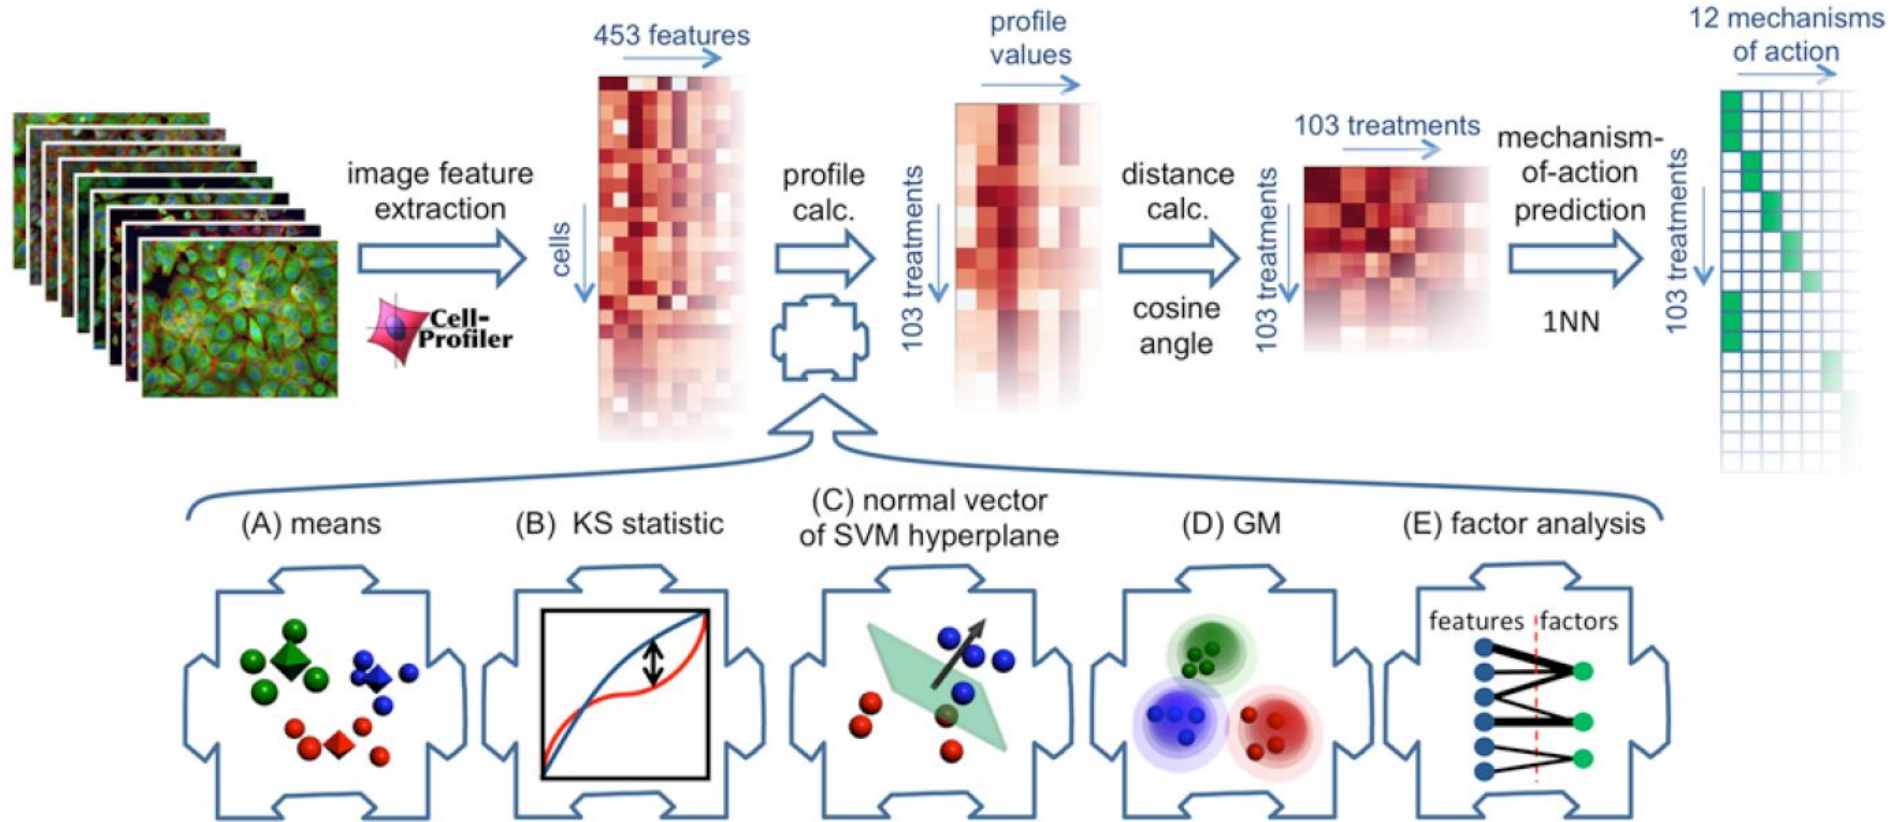 453 features
cells
image feature
extraction
Cell-
Profiler
profile
calc.
profile
values
103 treatments
distance
calc.
cosine
angle
103 treatments
103 treatments
mechanism-
of-action
prediction
1NN
12 mechanisms
of action
103 treatments
(A) means
(B) KS statistic
(C) normal vector
of SVM hyperplane
(D) GM
(E) factor analysis
features
factors